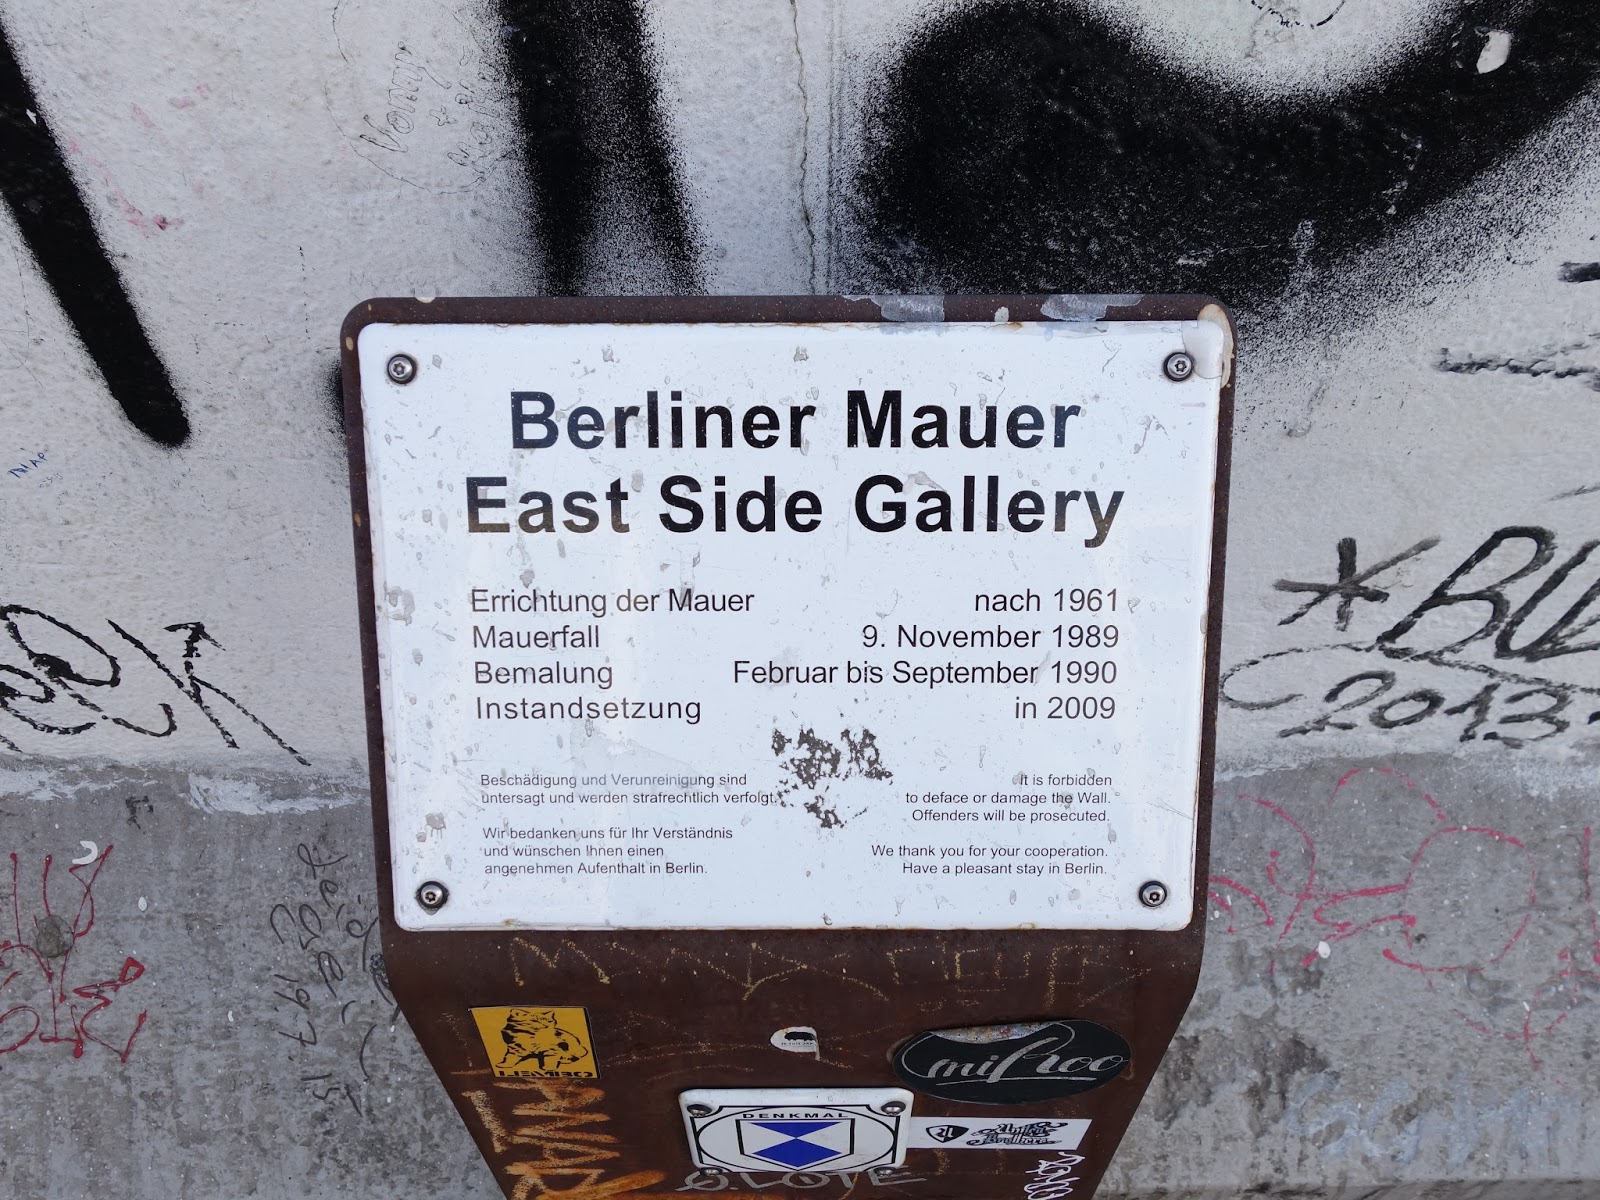 Berliner Mauer
East Side Gallery
Errichtung der Mauer nach 1961
Mauerfall 9. November 1989
Bemalung Februar bis September 1990
Instandsetzung in 2009
Beschädigung und Verunreinigung sind
untersagt und werden strafrechtlich verfolgt.
Wir bedanken uns für Ihr Verständnis
und wünschen Ihnen einen
angenehmen Aufenthalt in Berlin.
It is forbidden
to deface or damage the Wall.
Offenders will be prosecuted.
We thank you for your cooperation.
Have a pleasant stay in Berlin.
2013
mifkoo
DENKMAL